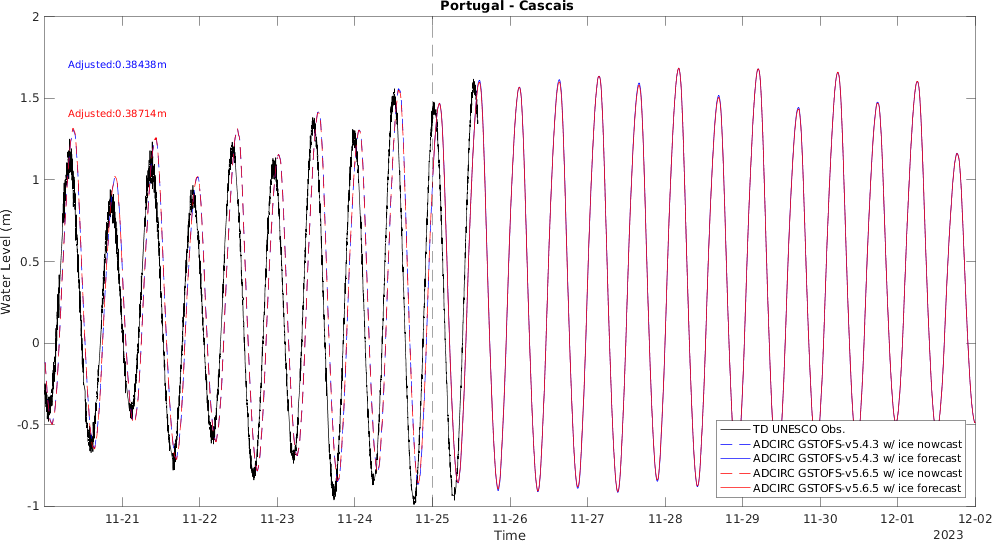 Portugal - Cascais
Adjusted:0.38438m
Adjusted:0.38714m
Water Level (m)
2
1.5
1
0.5
0
-0.5
-1
TD UNESCO Obs.
ADCIRC GSTOFS-v5.4.3 w/ ice nowcast
ADCIRC GSTOFS-v5.4.3 w/ ice forecast
ADCIRC GSTOFS-v5.6.5 w/ ice nowcast
ADCIRC GSTOFS-v5.6.5 w/ ice forecast
11-21 11-22 11-23 11-24 11-25 11-26 11-27 11-28 11-29 11-30 12-01 12-02
Time
2023